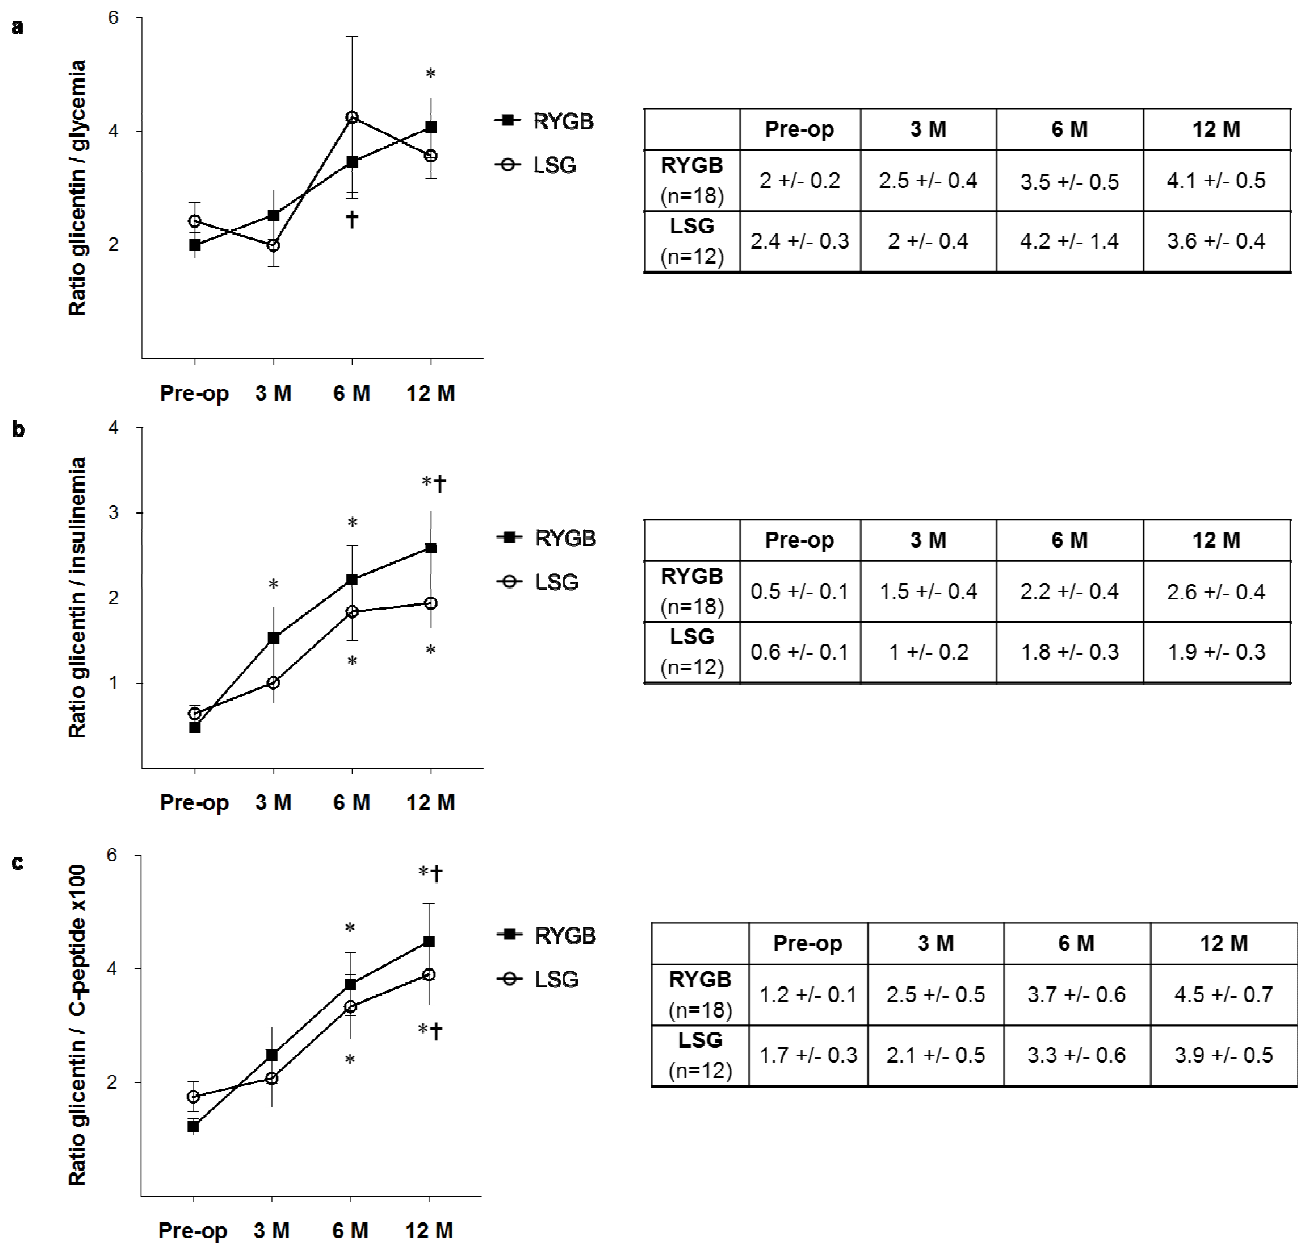 a
Ratio glicentin / glycemia
6
4
2
*
†
Pre-op 3 M 6 M 12 M
RYGB
LSG
Pre-op 3 M 6 M 12 M
RYGB
(n=18) 2 +/- 0.2 2.5 +/- 0.4 3.5 +/- 0.5 4.1 +/- 0.5
LSG
(n=12) 2.4 +/- 0.3 2 +/- 0.4 4.2 +/- 1.4 3.6 +/- 0.4
b
Ratio glicentin / insulinemia
4
3
2
1
*†
*
*
*
*
Pre-op 3 M 6 M 12 M
RYGB
LSG
Pre-op 3 M 6 M 12 M
RYGB
(n=18) 0.5 +/- 0.1 1.5 +/- 0.4 2.2 +/- 0.4 2.6 +/- 0.4
LSG
(n=12) 0.6 +/- 0.1 1 +/- 0.2 1.8 +/- 0.3 1.9 +/- 0.3
c
Ratio glicentin / C-peptide x100
6
4
2
*†
*
*†
*
Pre-op 3 M 6 M 12 M
RYGB
LSG
Pre-op 3 M 6 M 12 M
RYGB
(n=18) 1.2 +/- 0.1 2.5 +/- 0.5 3.7 +/- 0.6 4.5 +/- 0.7
LSG
(n=12) 1.7 +/- 0.3 2.1 +/- 0.5 3.3 +/- 0.6 3.9 +/- 0.5